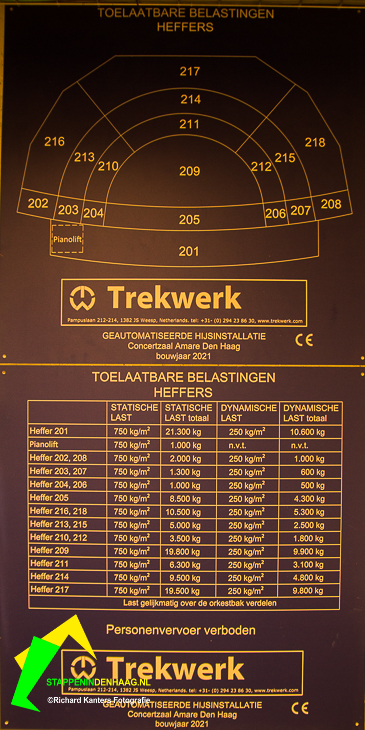 TOELAATBARE BELASTINGEN
HEFFERS
217
214
211
216
218
213
215
210
212
209
202
203
204
205
206
207
208
Pianolift
201
Trekwerk
Pampuslaan 212-214, 1382 JS Weesp, Netherlands. tel: +31- (0) 294 23 86 30, www.trekwerk.com
GEAUTOMATISEERDE HIJSINSTALLATIE
Concertzaal Amare Den Haag
bouwjaar 2021
CE
TOELAATBARE BELASTINGEN
HEFFERS
STATISCHE LAST STATISCHE LAST totaal DYNAMISCHE LAST DYNAMISCHE LAST totaal
Heffer 201 750 kg/m² 21.300 kg 250 kg/m² 10.600 kg
Pianolift 750 kg/m² 1.000 kg n.v.t. n.v.t.
Heffer 202, 208 750 kg/m² 2.000 kg 250 kg/m² 1.000 kg
Heffer 203, 207 750 kg/m² 1.300 kg 250 kg/m² 600 kg
Heffer 204, 206 750 kg/m² 1.000 kg 250 kg/m² 500 kg
Heffer 205 750 kg/m² 8.500 kg 250 kg/m² 4.300 kg
Heffer 216, 218 750 kg/m² 10.500 kg 250 kg/m² 5.300 kg
Heffer 213, 215 750 kg/m² 5.000 kg 250 kg/m² 2.500 kg
Heffer 210, 212 750 kg/m² 3.500 kg 250 kg/m² 1.800 kg
Heffer 209 750 kg/m² 19.800 kg 250 kg/m² 9.900 kg
Heffer 211 750 kg/m² 6.300 kg 250 kg/m² 3.100 kg
Heffer 214 750 kg/m² 9.500 kg 250 kg/m² 4.800 kg
Heffer 217 750 kg/m² 19.500 kg 250 kg/m² 9.800 kg
Last gelijkmatig over de orkestbak verdelen
Personenvervoer verboden
Trekwerk
STAPPENINDENHAAG.NL
Pampuslaan 212-214, 1382 JS Weesp, Netherlands. tel: +31- (0) 294 23 86 30, www.trekwerk.com
©Richard Kanters Fotografie
GEAUTOMATISEERDE HIJSINSTALLATIE
Concertzaal Amare Den Haag
bouwjaar 2021
CE